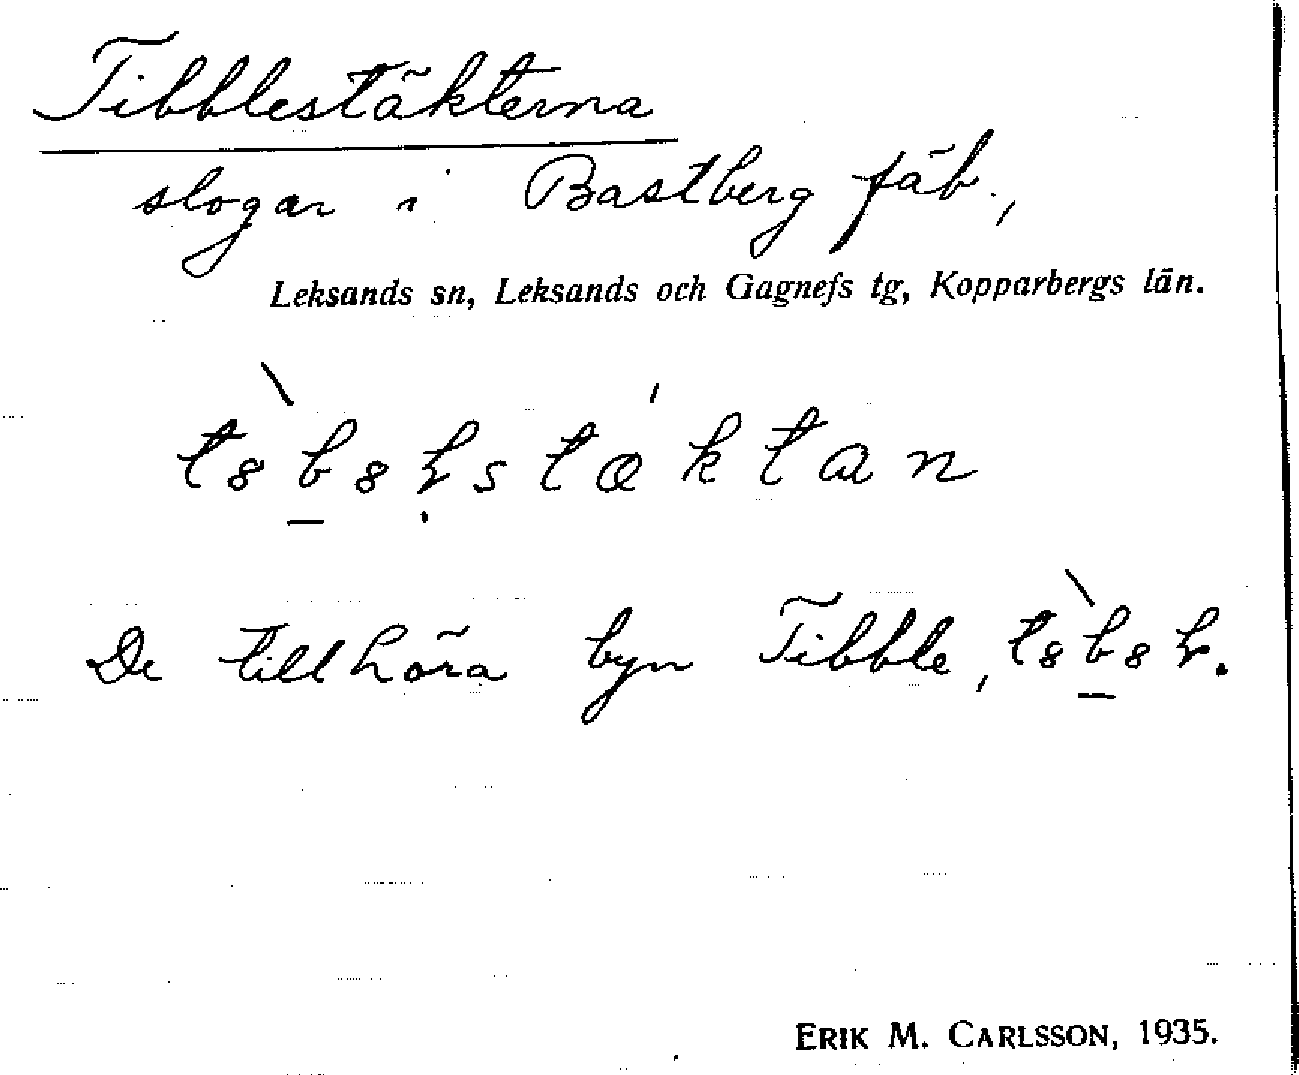 Tibblestäkterna
slogar i Bastberg fäb.,
Leksands sn, Leksands och Gagnefs tg, Kopparbergs län.
De tillhöra byn Tibble,
ERIK M. CARLSSON, 1935.